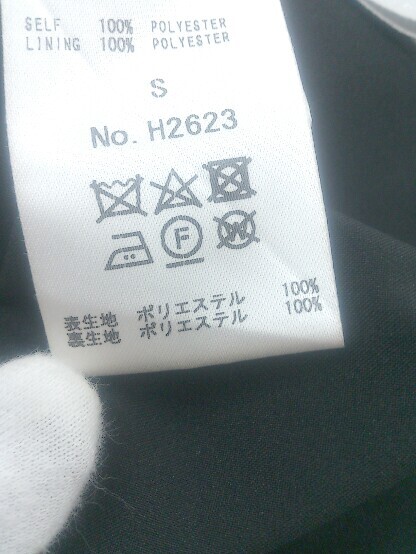 SELF 100% POLYESTER
LINING 100% POLYESTER
S
No. H2623
F
W
表生地 ポリエステル 100%
裏生地 ポリエステル 100%